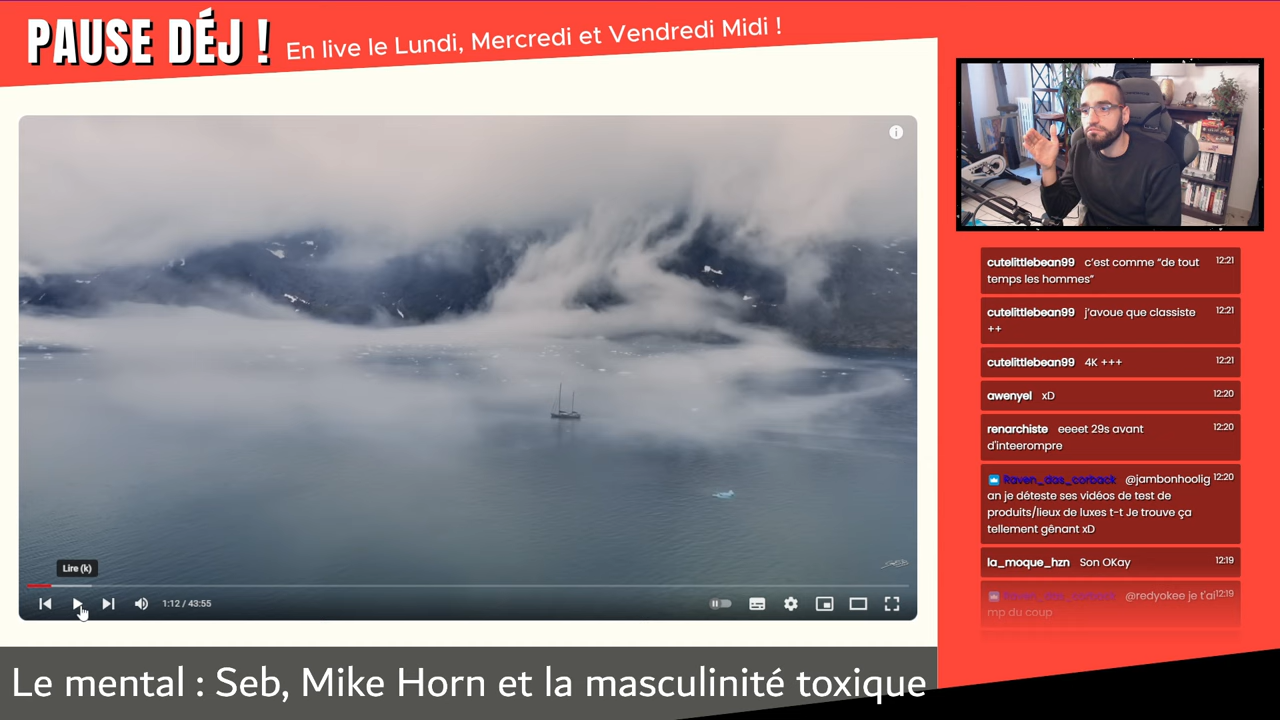 PAUSE DÉJ !
En live le Lundi, Mercredi et Vendredi Midi !
Lire (k)
1:12 / 43:55
cutelittlebean99 c'est comme “de tout 12:21
temps les hommes”
cutelittlebean99 j'avoue que classiste 12:21
++
cutelittlebean99 4K +++ 12:21
awenyel xD 12:20
renarchiste eeeet 29s avant 12:20
d'inteerompre
Raven_das_corback @jambonhoolig 12:20
an je déteste ses vidéos de test de
produits/lieux de luxes t-t Je trouve ça
tellement gênant xD
la_moque_hzn Son OKay 12:19
Raven_das_corback @redyokee je t'ai 12:19
mp du coup
Le mental : Seb, Mike Horn et la masculinité toxique